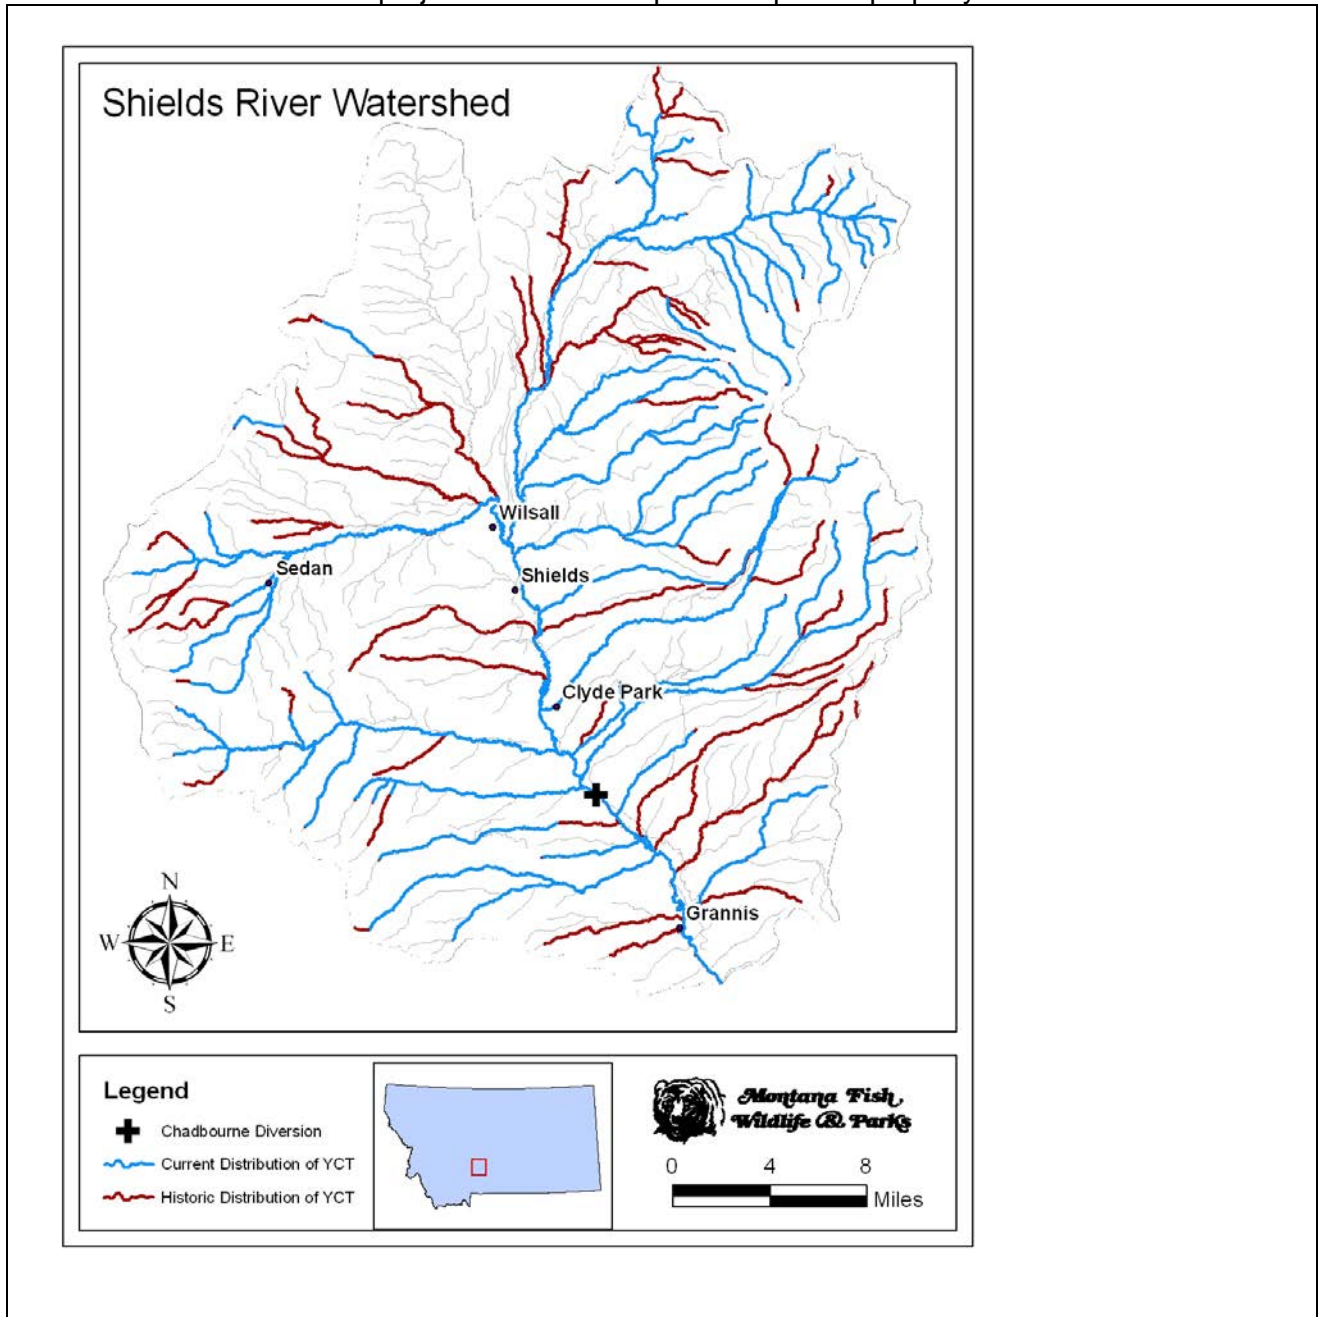 Shields River Watershed
Wilsall
Sedan
Shields
Clyde Park
Grannis
N
W E
S
Legend
Chadbourne Diversion
Current Distribution of YCT
Historic Distribution of YCT
Montana Fish,
Wildlife & Parks
0 4 8
Miles